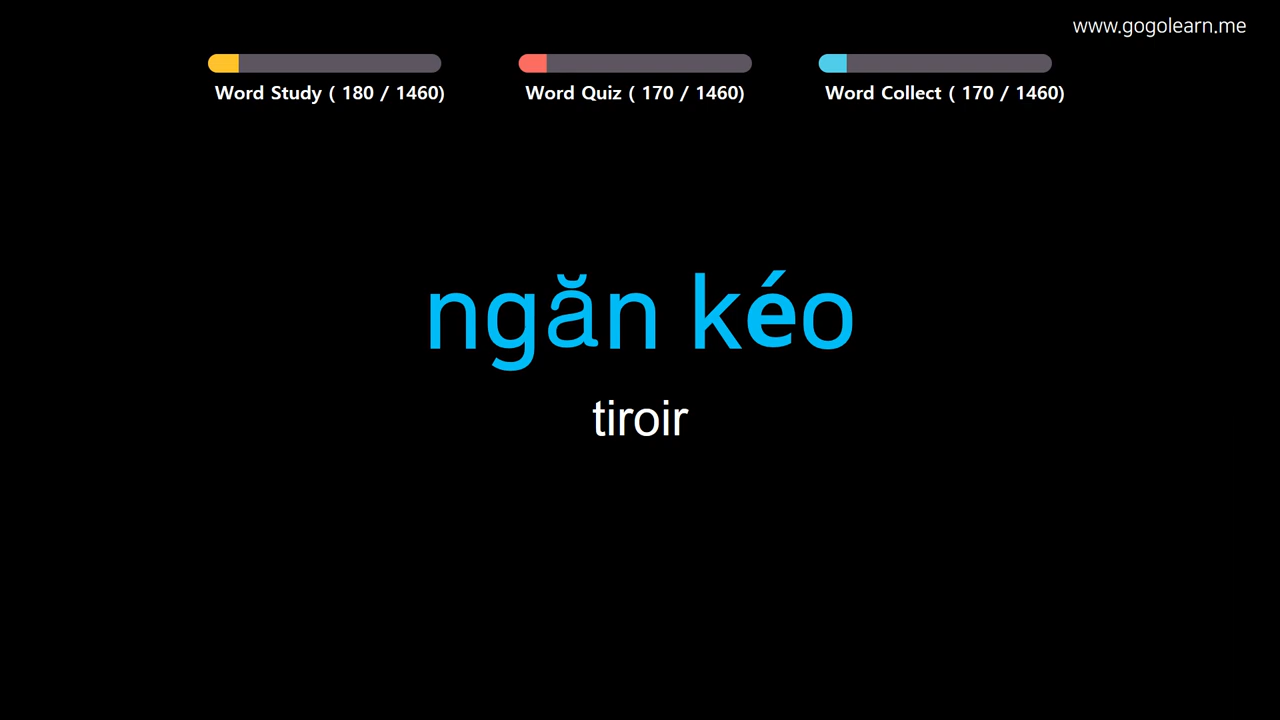 www.gogolearn.me
Word Study ( 180 / 1460)
Word Quiz ( 170 / 1460)
Word Collect ( 170 / 1460)
ngăn kéo
tiroir